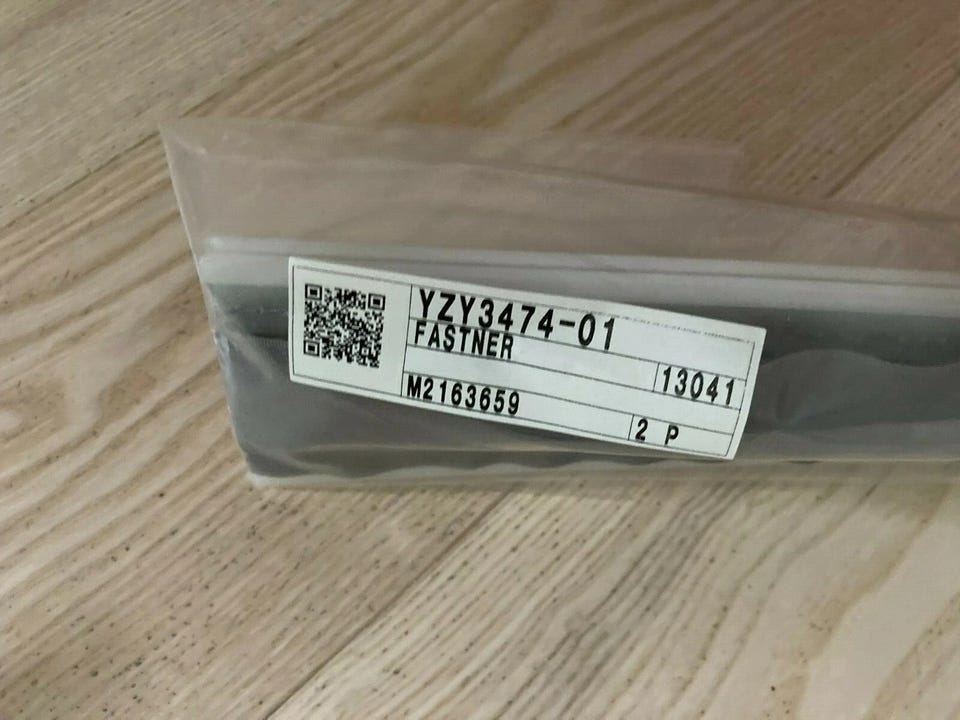 YZY3474-01
FASTNER
13041
M2163659
2 P